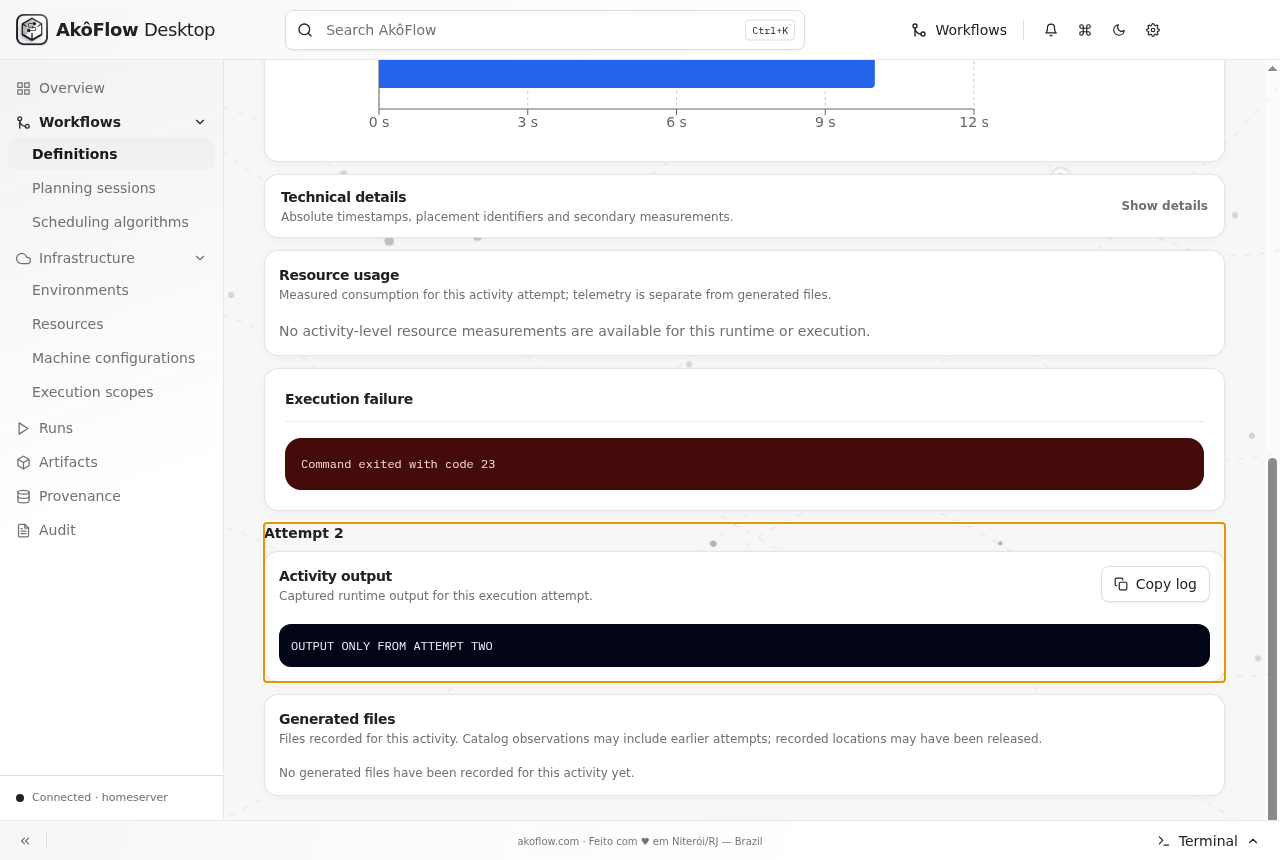 AkôFlow Desktop
Search AkôFlow
Ctrl+K
Workflows
Overview
Workflows
Definitions
Planning sessions
Scheduling algorithms
Infrastructure
Environments
Resources
Machine configurations
Execution scopes
Runs
Artifacts
Provenance
Audit
Connected · homeserver
0 s 3 s 6 s 9 s 12 s
Technical details
Absolute timestamps, placement identifiers and secondary measurements.
Show details
Resource usage
Measured consumption for this activity attempt; telemetry is separate from generated files.
No activity-level resource measurements are available for this runtime or execution.
Execution failure
Command exited with code 23
Attempt 2
Activity output
Captured runtime output for this execution attempt.
Copy log
OUTPUT ONLY FROM ATTEMPT TWO
Generated files
Files recorded for this activity. Catalog observations may include earlier attempts; recorded locations may have been released.
No generated files have been recorded for this activity yet.
akoflow.com · Feito com ♥ em Niterói/RJ — Brazil
Terminal